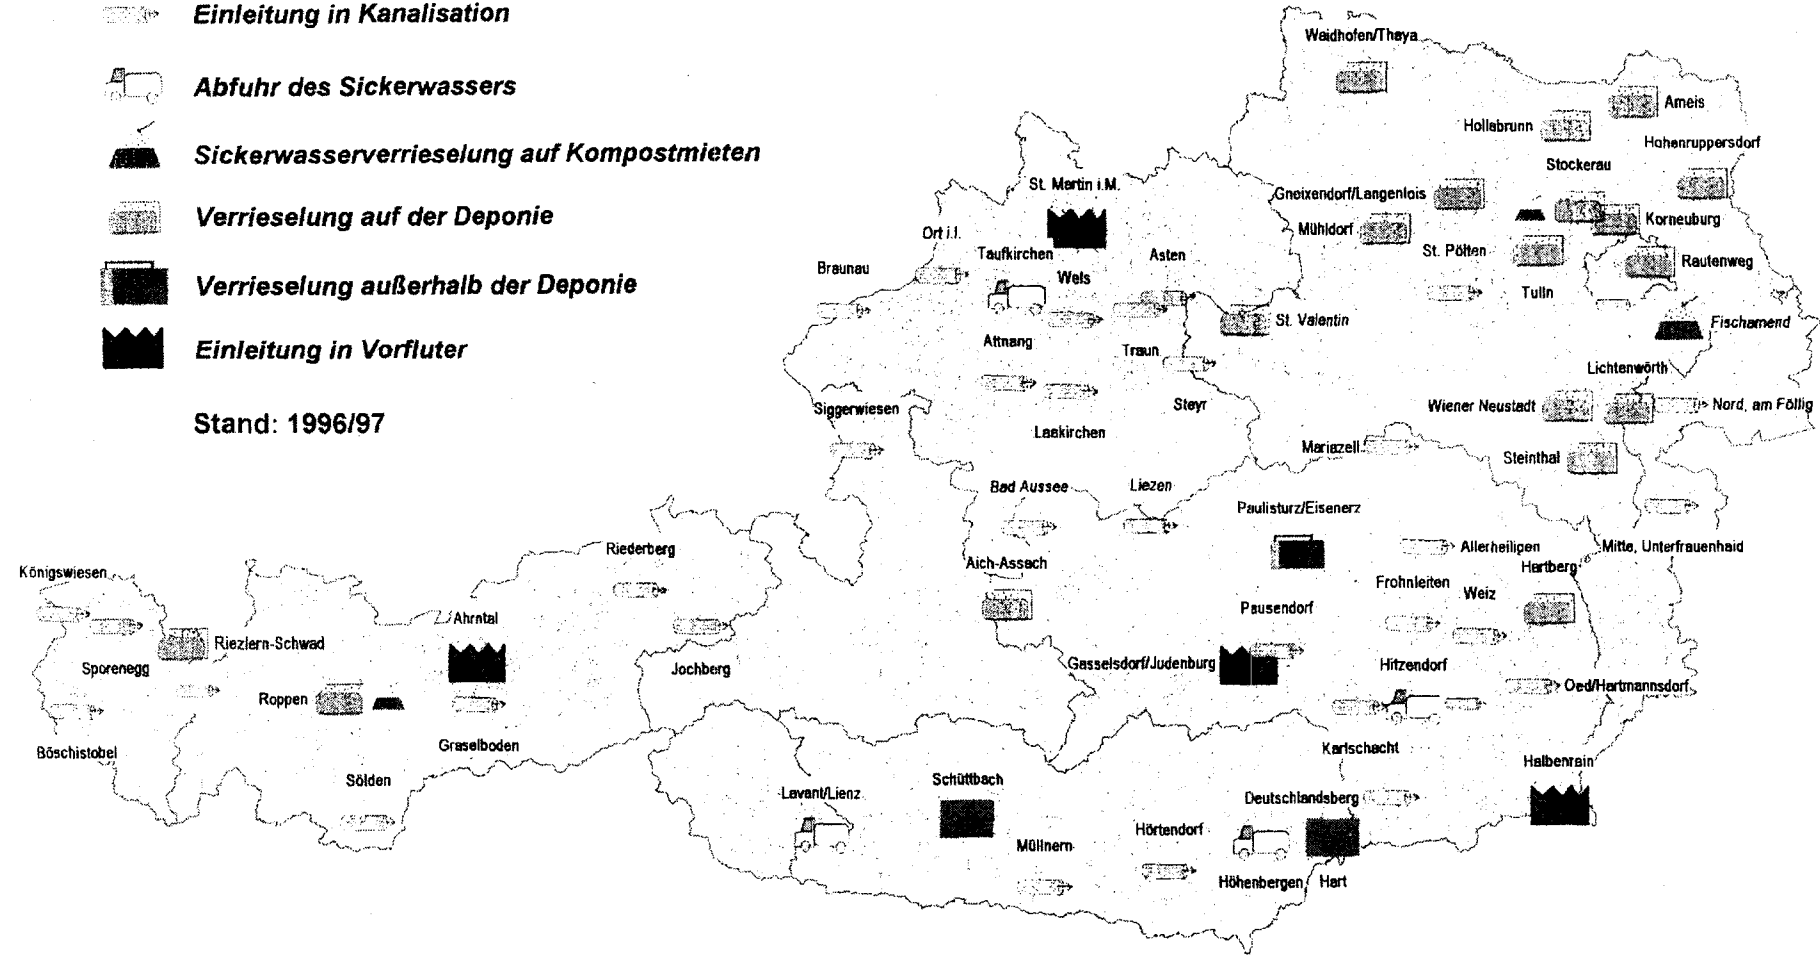 Einleitung in Kanalisation
Abfuhr des Sickerwassers
Sickerwasserverrieselung auf Kompostmieten
Verrieselung auf der Deponie
Verrieselung außerhalb der Deponie
Einleitung in Vorfluter
Stand: 1996/97
Waidhofen/Thaya
Ameis
Hollabrunn
Hohenruppersdorf
Stockerau
St. Martin i.M.
Gneixendorf/Langenlois
Korneuburg
Mühldorf
Ort i.I.
Taufkirchen
Asten
St. Pölten
Rautenweg
Braunau
Wels
Tulln
St. Valentin
Fischamend
Attnang
Traun
Lichtenwörth
Siggerwiesen
Steyr
Wiener Neustadt
Nord, am Föllig
Laakirchen
Mariazell
Steinthal
Bad Aussee
Liezen
Paulisturz/Eisenerz
Riederberg
Allerheiligen
Mitte, Unterfrauenhaid
Aich-Assach
Hartberg
Königswiesen
Frohnleiten
Weiz
Ahrntal
Pausendorf
Riezlern-Schwad
Sporenegg
Jochberg
Gasselsdorf/Judenburg
Hitzendorf
Oed/Hartmannsdorf
Roppen
Böschistobel
Graselboden
Karlschacht
Halbenrain
Sölden
Schüttbach
Lavant/Lienz
Deutschlandsberg
Hörtendorf
Müllnern
Höhenbergen
Hart